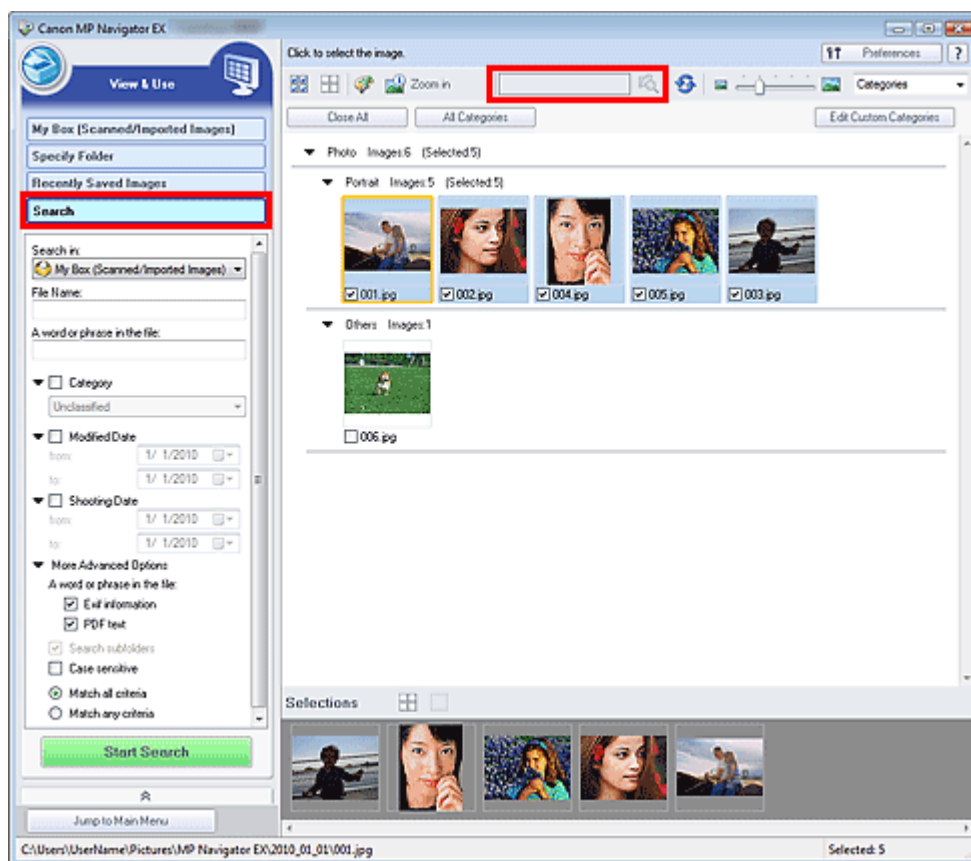 Canon MP Navigator EX
View & Use
My Box (Scanned/Imported Images)
Specify Folder
Recently Saved Images
Search
Search in:
My Box (Scanned/Imported Images)
File Name:
A word or phrase in the file:
Category
Unclassified
Modified Date
from: 1/ 1/2010
to: 1/ 1/2010
Shooting Date
from: 1/ 1/2010
to: 1/ 1/2010
More Advanced Options
A word or phrase in the file:
Exif information
PDF text
Search subfolders
Case sensitive
Match all criteria
Match any criteria
Start Search
Jump to Main Menu
Click to select the image.
Preferences ?
Zoom in
Categories
Close All All Categories Edit Custom Categories
Photo Images:6 (Selected:5)
Portrait Images:5 (Selected:5)
001.jpg 002.jpg 004.jpg 005.jpg 003.jpg
Others Images:1
006.jpg
Selections
C:\Users\UserName\Pictures\MP Navigator EX\2010_01_01\001.jpg Selected: 5